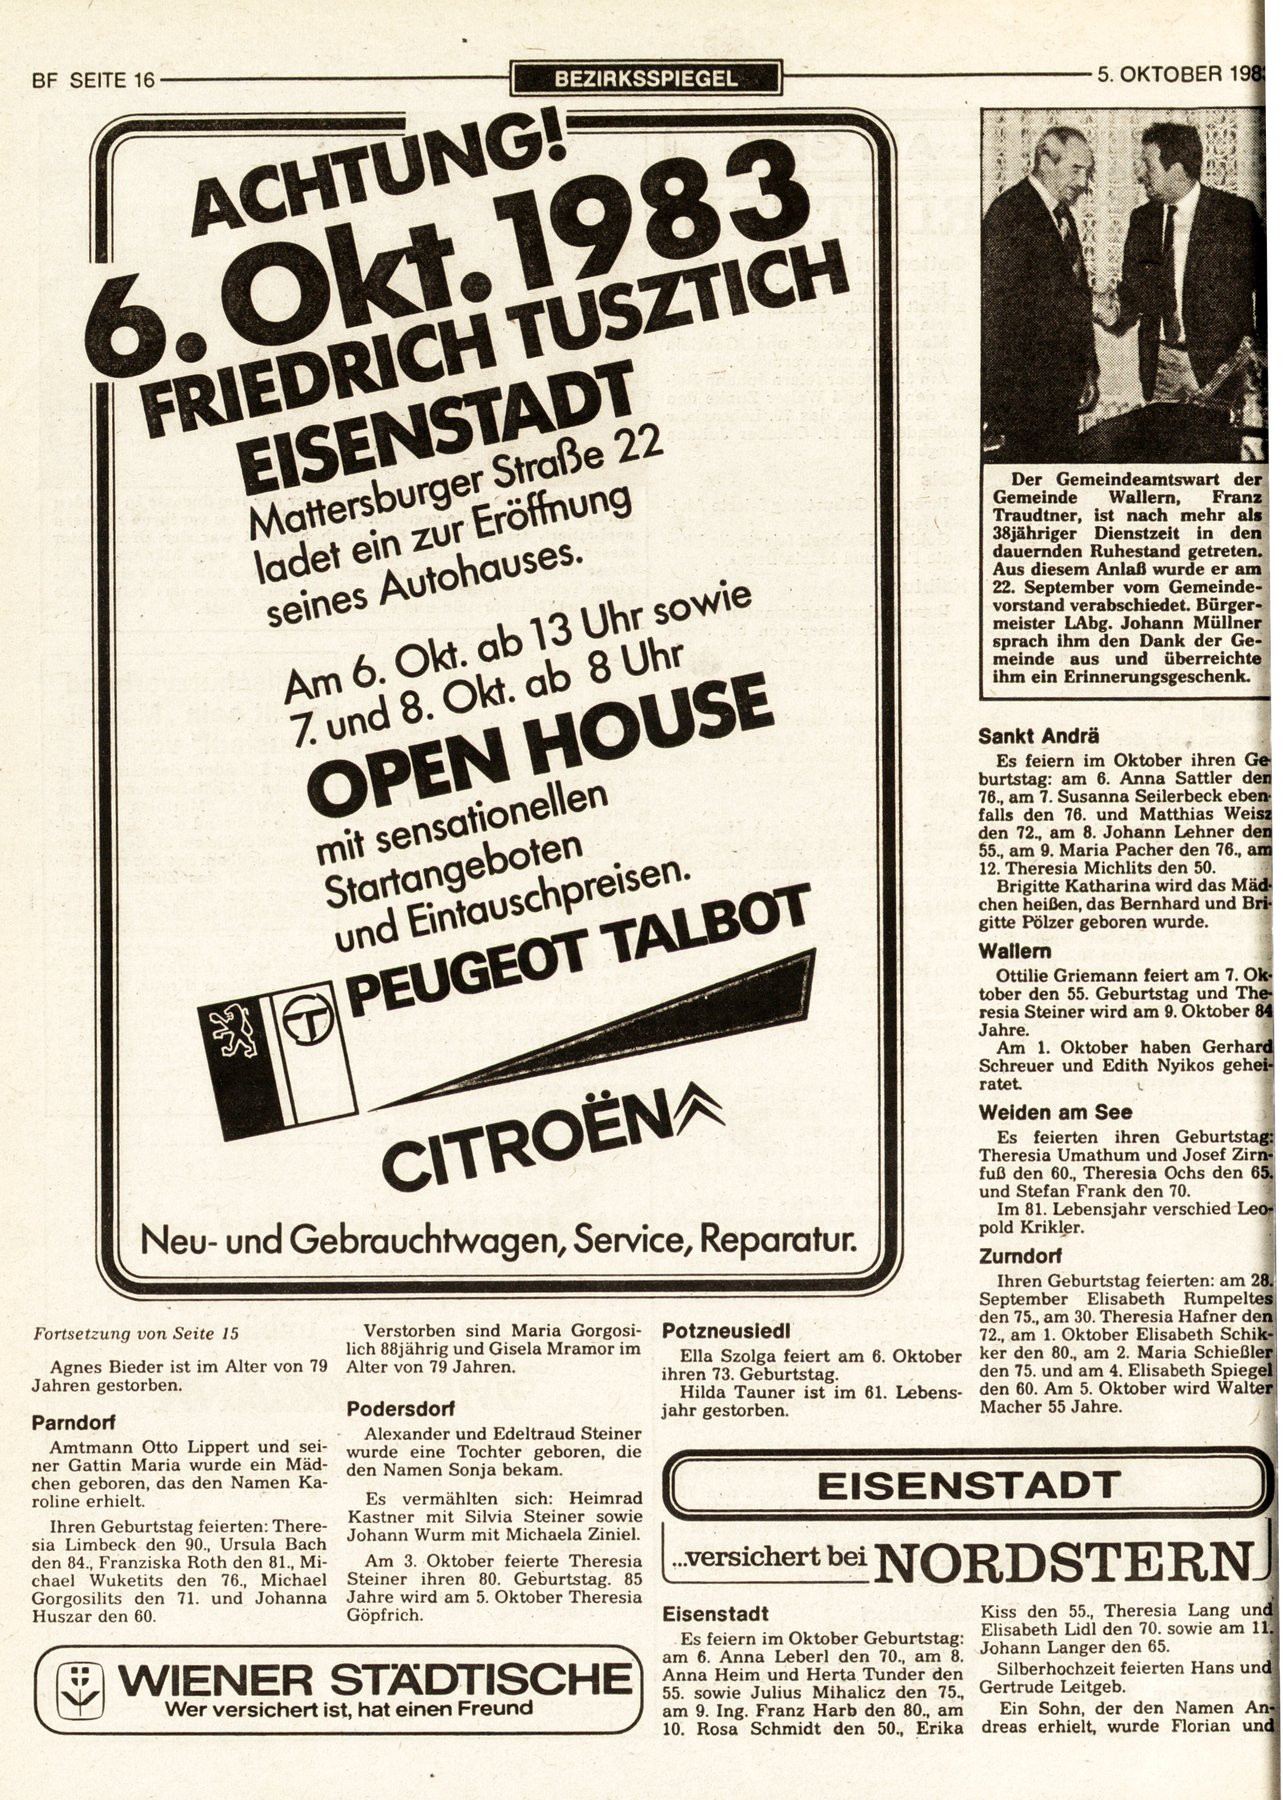 BF SEITE 16
BEZIRKSSPIEGEL
5. OKTOBER 198
ACHTUNG!
6. Okt. 1983
FRIEDRICH TUSZTICH
EISENSTADT
Mattersburger Straße 22
ladet ein zur Eröffnung
seines Autohauses.
Am 6. Okt. ab 13 Uhr sowie
7. und 8. Okt. ab 8 Uhr
OPEN HOUSE
mit sensationellen
Startangeboten
und Eintauschpreisen.
PEUGEOT TALBOT
CITROËN
Neu- und Gebrauchtwagen, Service, Reparatur.
Fortsetzung von Seite 15
Agnes Bieder ist im Alter von 79
Jahren gestorben.
Parndorf
Amtmann Otto Lippert und sei-
ner Gattin Maria wurde ein Mäd-
chen geboren, das den Namen Ka-
roline erhielt.
Ihren Geburtstag feierten: There-
sia Limbeck den 90., Ursula Bach
den 84., Franziska Roth den 81., Mi-
chael Wuketits den 76., Michael
Gorgosilits den 71. und Johanna
Huszar den 60.
Verstorben sind Maria Gorgosi-
lich 88jährig und Gisela Mramor im
Alter von 79 Jahren.
Podersdorf
Alexander und Edeltraud Steiner
wurde eine Tochter geboren, die
den Namen Sonja bekam.
Es vermählten sich: Heimrad
Kastner mit Silvia Steiner sowie
Johann Wurm mit Michaela Ziniel.
Am 3. Oktober feierte Theresia
Steiner ihren 80. Geburtstag. 85
Jahre wird am 5. Oktober Theresia
Göpfrich.
WIENER STÄDTISCHE
Wer versichert ist, hat einen Freund
Potzneusiedl
Ella Szolga feiert am 6. Oktober
ihren 73. Geburtstag.
Hilda Tauner ist im 61. Lebens-
jahr gestorben.
Der Gemeindeamtswart der
Gemeinde Wallern, Franz
Traudtner, ist nach mehr als
38jähriger Dienstzeit in den
dauernden Ruhestand getreten.
Aus diesem Anlaß wurde er am
22. September vom Gemeinde-
vorstand verabschiedet. Bürger-
meister LAbg. Johann Müllner
sprach ihm den Dank der Ge-
meinde aus und überreichte
ihm ein Erinnerungsgeschenk.
Sankt Andrä
Es feiern im Oktober ihren Ge-
burtstag: am 6. Anna Sattler den
76., am 7. Susanna Seilerbeck eben-
falls den 76. und Matthias Weisz
den 72., am 8. Johann Lehner den
55., am 9. Maria Pacher den 76., am
12. Theresia Michlits den 50.
Brigitte Katharina wird das Mäd-
chen heißen, das Bernhard und Bri-
gitte Pölzer geboren wurde.
Wallern
Ottilie Griemann feiert am 7. Ok-
tober den 55. Geburtstag und The-
resia Steiner wird am 9. Oktober 84
Jahre.
Am 1. Oktober haben Gerhard
Schreuer und Edith Nyikos gehei-
ratet.
Weiden am See
Es feierten ihren Geburtstag:
Theresia Umathum und Josef Zirn-
fuß den 60., Theresia Ochs den 65.
und Stefan Frank den 70.
Im 81. Lebensjahr verschied Leo-
pold Krikler.
Zurndorf
Ihren Geburtstag feierten: am 28.
September Elisabeth Rumpeltes
den 75., am 30. Theresia Hafner den
72., am 1. Oktober Elisabeth Schik-
ker den 80., am 2. Maria Schießler
den 75. und am 4. Elisabeth Spiegel
den 60. Am 5. Oktober wird Walter
Macher 55 Jahre.
EISENSTADT
...versichert bei NORDSTERN
Eisenstadt
Es feiern im Oktober Geburtstag:
am 6. Anna Leberl den 70., am 8.
Anna Heim und Herta Tunder den
55. sowie Julius Mihalicz den 75.,
am 9. Ing. Franz Harb den 80., am
10. Rosa Schmidt den 50., Erika
Kiss den 55., Theresia Lang und
Elisabeth Lidl den 70. sowie am 11.
Johann Langer den 65.
Silberhochzeit feierten Hans und
Gertrude Leitgeb.
Ein Sohn, der den Namen An-
dreas erhielt, wurde Florian und